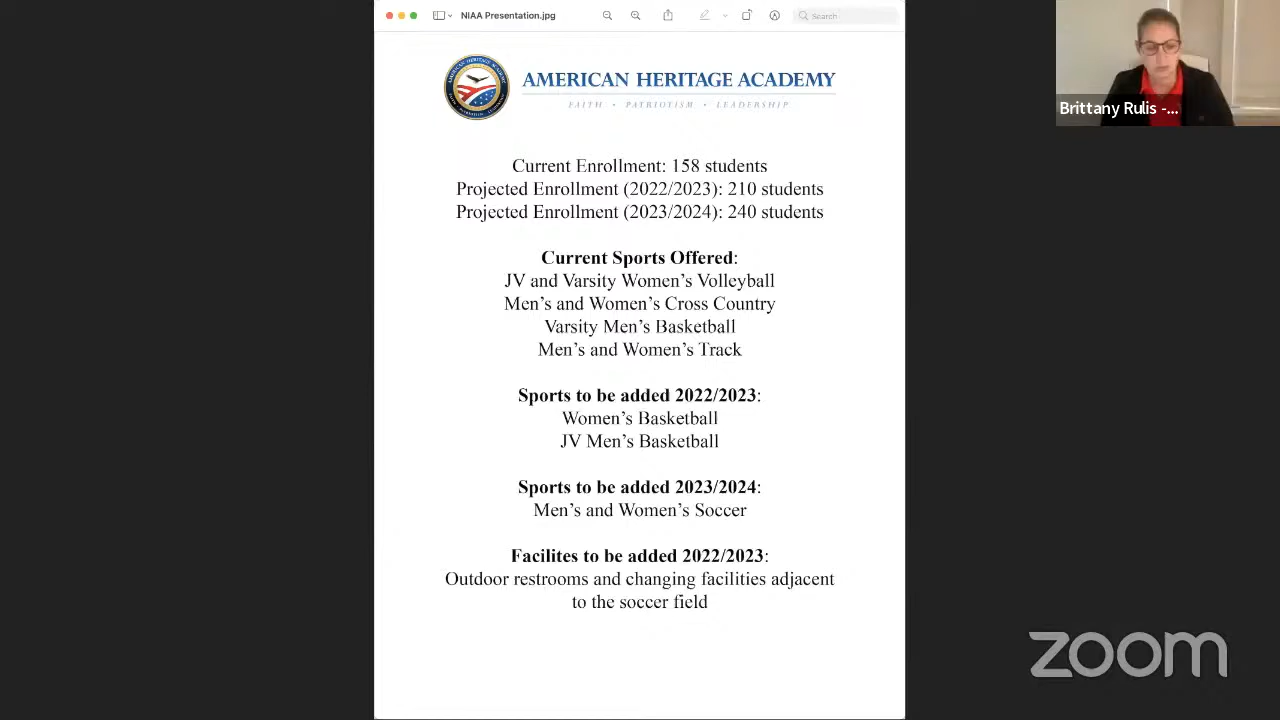 NIAA Presentation.jpg
Search
AMERICAN HERITAGE ACADEMY
FAITH • PATRIOTISM • LEADERSHIP
Current Enrollment: 158 students
Projected Enrollment (2022/2023): 210 students
Projected Enrollment (2023/2024): 240 students
Current Sports Offered:
JV and Varsity Women's Volleyball
Men's and Women's Cross Country
Varsity Men's Basketball
Men's and Women's Track
Sports to be added 2022/2023:
Women's Basketball
JV Men's Basketball
Sports to be added 2023/2024:
Men's and Women's Soccer
Facilites to be added 2022/2023:
Outdoor restrooms and changing facilities adjacent
to the soccer field
Brittany Rulis -...
zoom